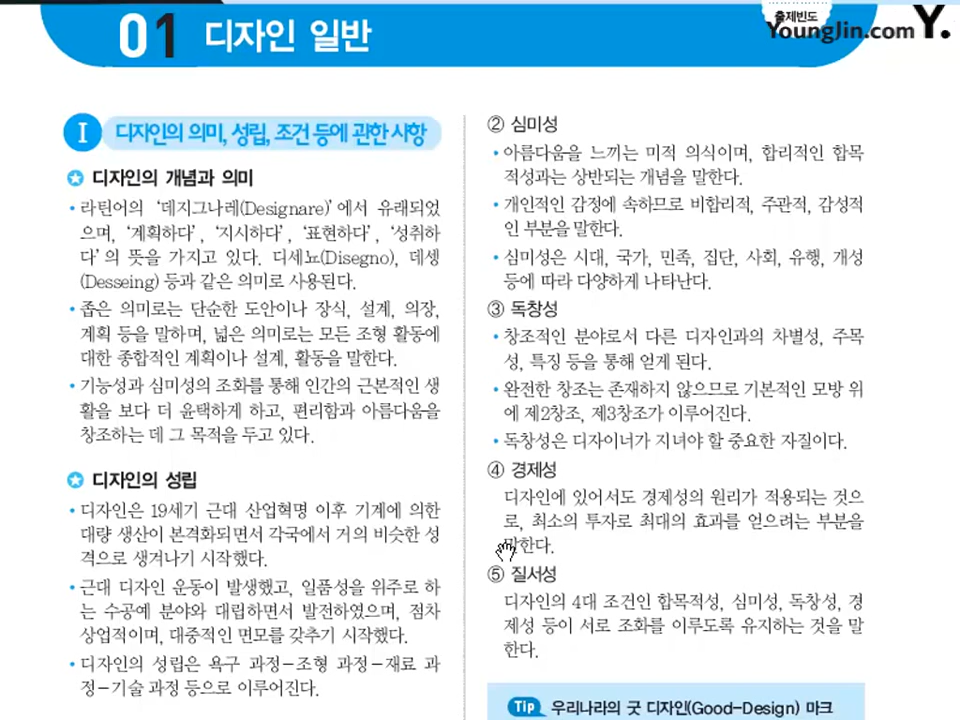 01 디자인 일반
출제빈도
YoungJin.com Y.
I 디자인의 의미, 성립, 조건 등에 관한 사항
디자인의 개념과 의미
• 라틴어의 ‘데지그나레(Designare)’에서 유래되었
으며, ‘계획하다’, ‘지시하다’, ‘표현하다’, ‘성취하
다’의 뜻을 가지고 있다. 디세뇨(Disegno), 데셍
(Desseing) 등과 같은 의미로 사용된다.
• 좁은 의미로는 단순한 도안이나 장식, 설계, 의장,
계획 등을 말하며, 넓은 의미로는 모든 조형 활동에
대한 종합적인 계획이나 설계, 활동을 말한다.
• 기능성과 심미성의 조화를 통해 인간의 근본적인 생
활을 보다 더 윤택하게 하고, 편리함과 아름다움을
창조하는 데 그 목적을 두고 있다.
디자인의 성립
• 디자인은 19세기 근대 산업혁명 이후 기계에 의한
대량 생산이 본격화되면서 각국에서 거의 비슷한 성
격으로 생겨나기 시작했다.
• 근대 디자인 운동이 발생했고, 일품성을 위주로 하
는 수공예 분야와 대립하면서 발전하였으며, 점차
상업적이며, 대중적인 면모를 갖추기 시작했다.
• 디자인의 성립은 욕구 과정-조형 과정-재료 과
정-기술 과정 등으로 이루어진다.
② 심미성
• 아름다움을 느끼는 미적 의식이며, 합리적인 합목
적성과는 상반되는 개념을 말한다.
• 개인적인 감정에 속하므로 비합리적, 주관적, 감성적
인 부분을 말한다.
• 심미성은 시대, 국가, 민족, 집단, 사회, 유행, 개성
등에 따라 다양하게 나타난다.
③ 독창성
• 창조적인 분야로서 다른 디자인과의 차별성, 주목
성, 특징 등을 통해 얻게 된다.
• 완전한 창조는 존재하지 않으므로 기본적인 모방 위
에 제2창조, 제3창조가 이루어진다.
• 독창성은 디자이너가 지녀야 할 중요한 자질이다.
④ 경제성
디자인에 있어서도 경제성의 원리가 적용되는 것으
로, 최소의 투자로 최대의 효과를 얻으려는 부분을
말한다.
⑤ 질서성
디자인의 4대 조건인 합목적성, 심미성, 독창성, 경
제성 등이 서로 조화를 이루도록 유지하는 것을 말
한다.
Tip 우리나라의 굿 디자인(Good-Design) 마크